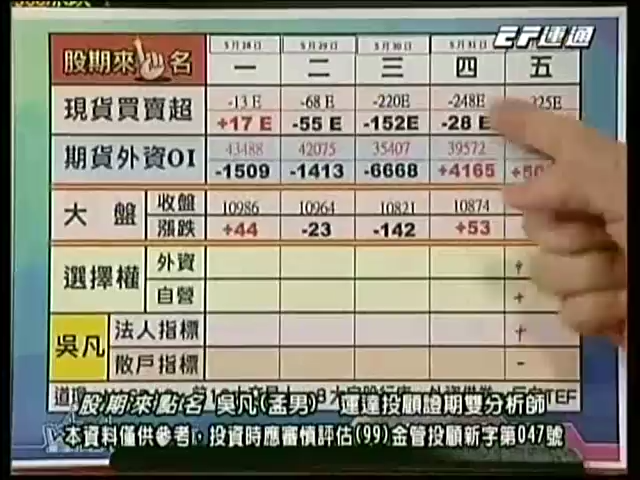 EF運通
5月28日 5月29日 5月30日 5月31日
股期來 名 一 二 三 四 五
現貨買賣超 -13 E -68 E -220E -248E 225E
+17 E -55 E -152E -28 E
期貨外資OI 43488 42075 35407 39572
-1509 -1413 -6668 +4165
大盤 收盤 10986 10964 10821 10874
漲跌 +44 -23 -142 +53
選擇權 外資 +
自營 +
吳凡 法人指標 +
散戶指標 -
股期來點名 吳凡(孟男) 運達投顧證期雙分析師
本資料僅供參考,投資時應審慎評估(99)金管投顧新字第047號